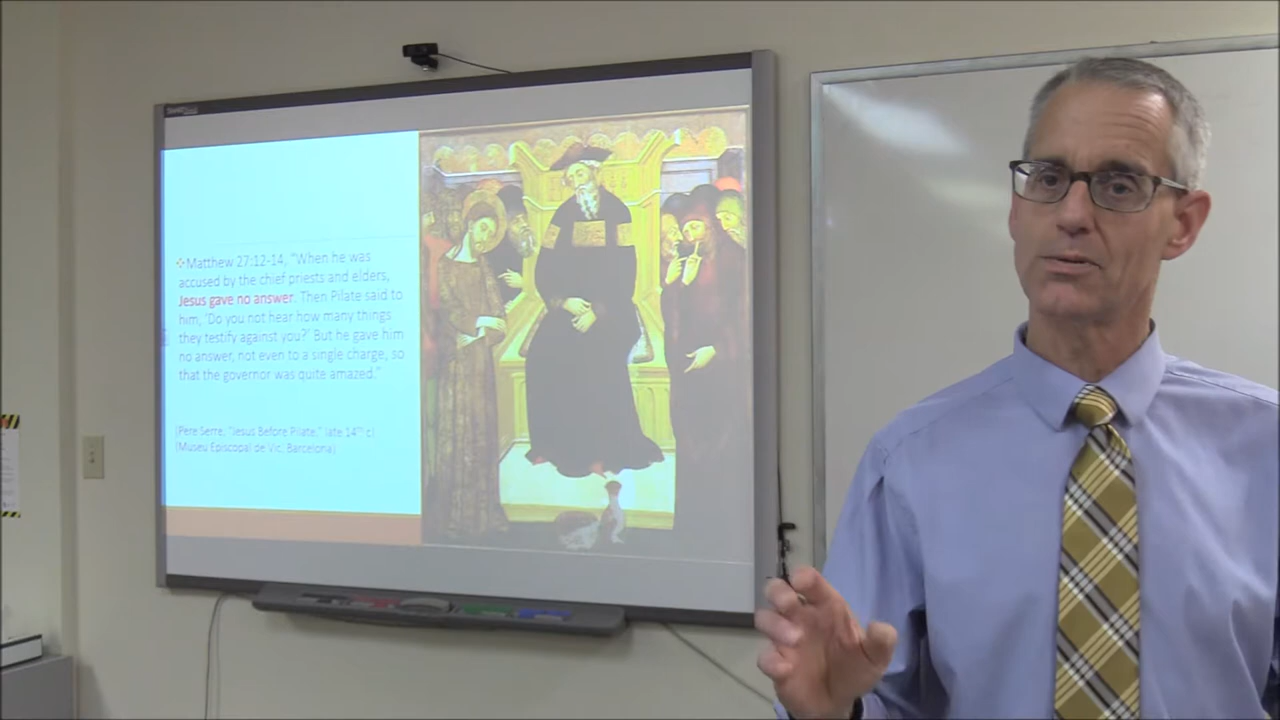 Matthew 27:12-14, "When he was
accused by the chief priests and elders,
Jesus gave no answer. Then Pilate said to
him, 'Do you not hear how many things
they testify against you?' But he gave him
no answer, not even to a single charge, so
that the governor was quite amazed."
(Pere Serre, "Jesus Before Pilate," late 14th c)
(Museu Episcopal de Vic, Barcelona)